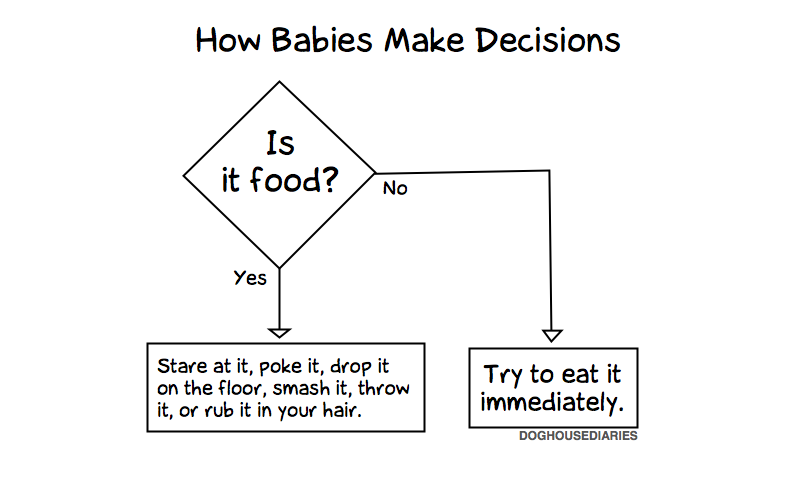 How Babies Make Decisions
Is
it food?
No
Yes
Stare at it, poke it, drop it
on the floor, smash it, throw
it, or rub it in your hair.
Try to eat it
immediately.
DOGHOUSEDIARIES